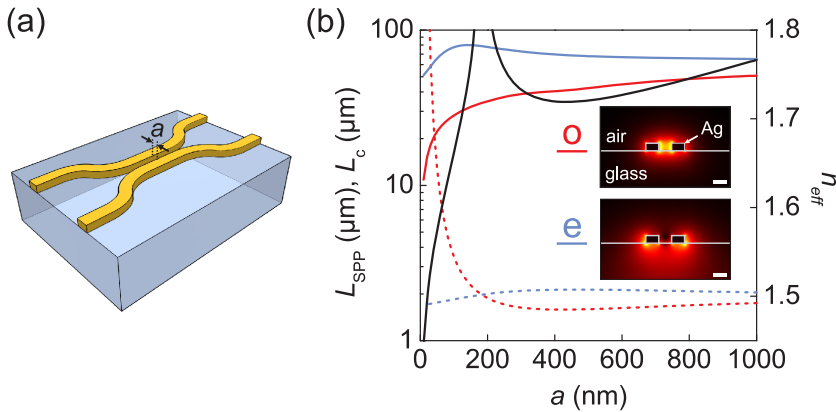 (a)
a
(b)
L_SPP (μm), L_c (μm)
100
10
1
0
200
400
600
800
1000
a (nm)
1.8
1.7
1.6
1.5
n_eff
o
air
Ag
glass
e